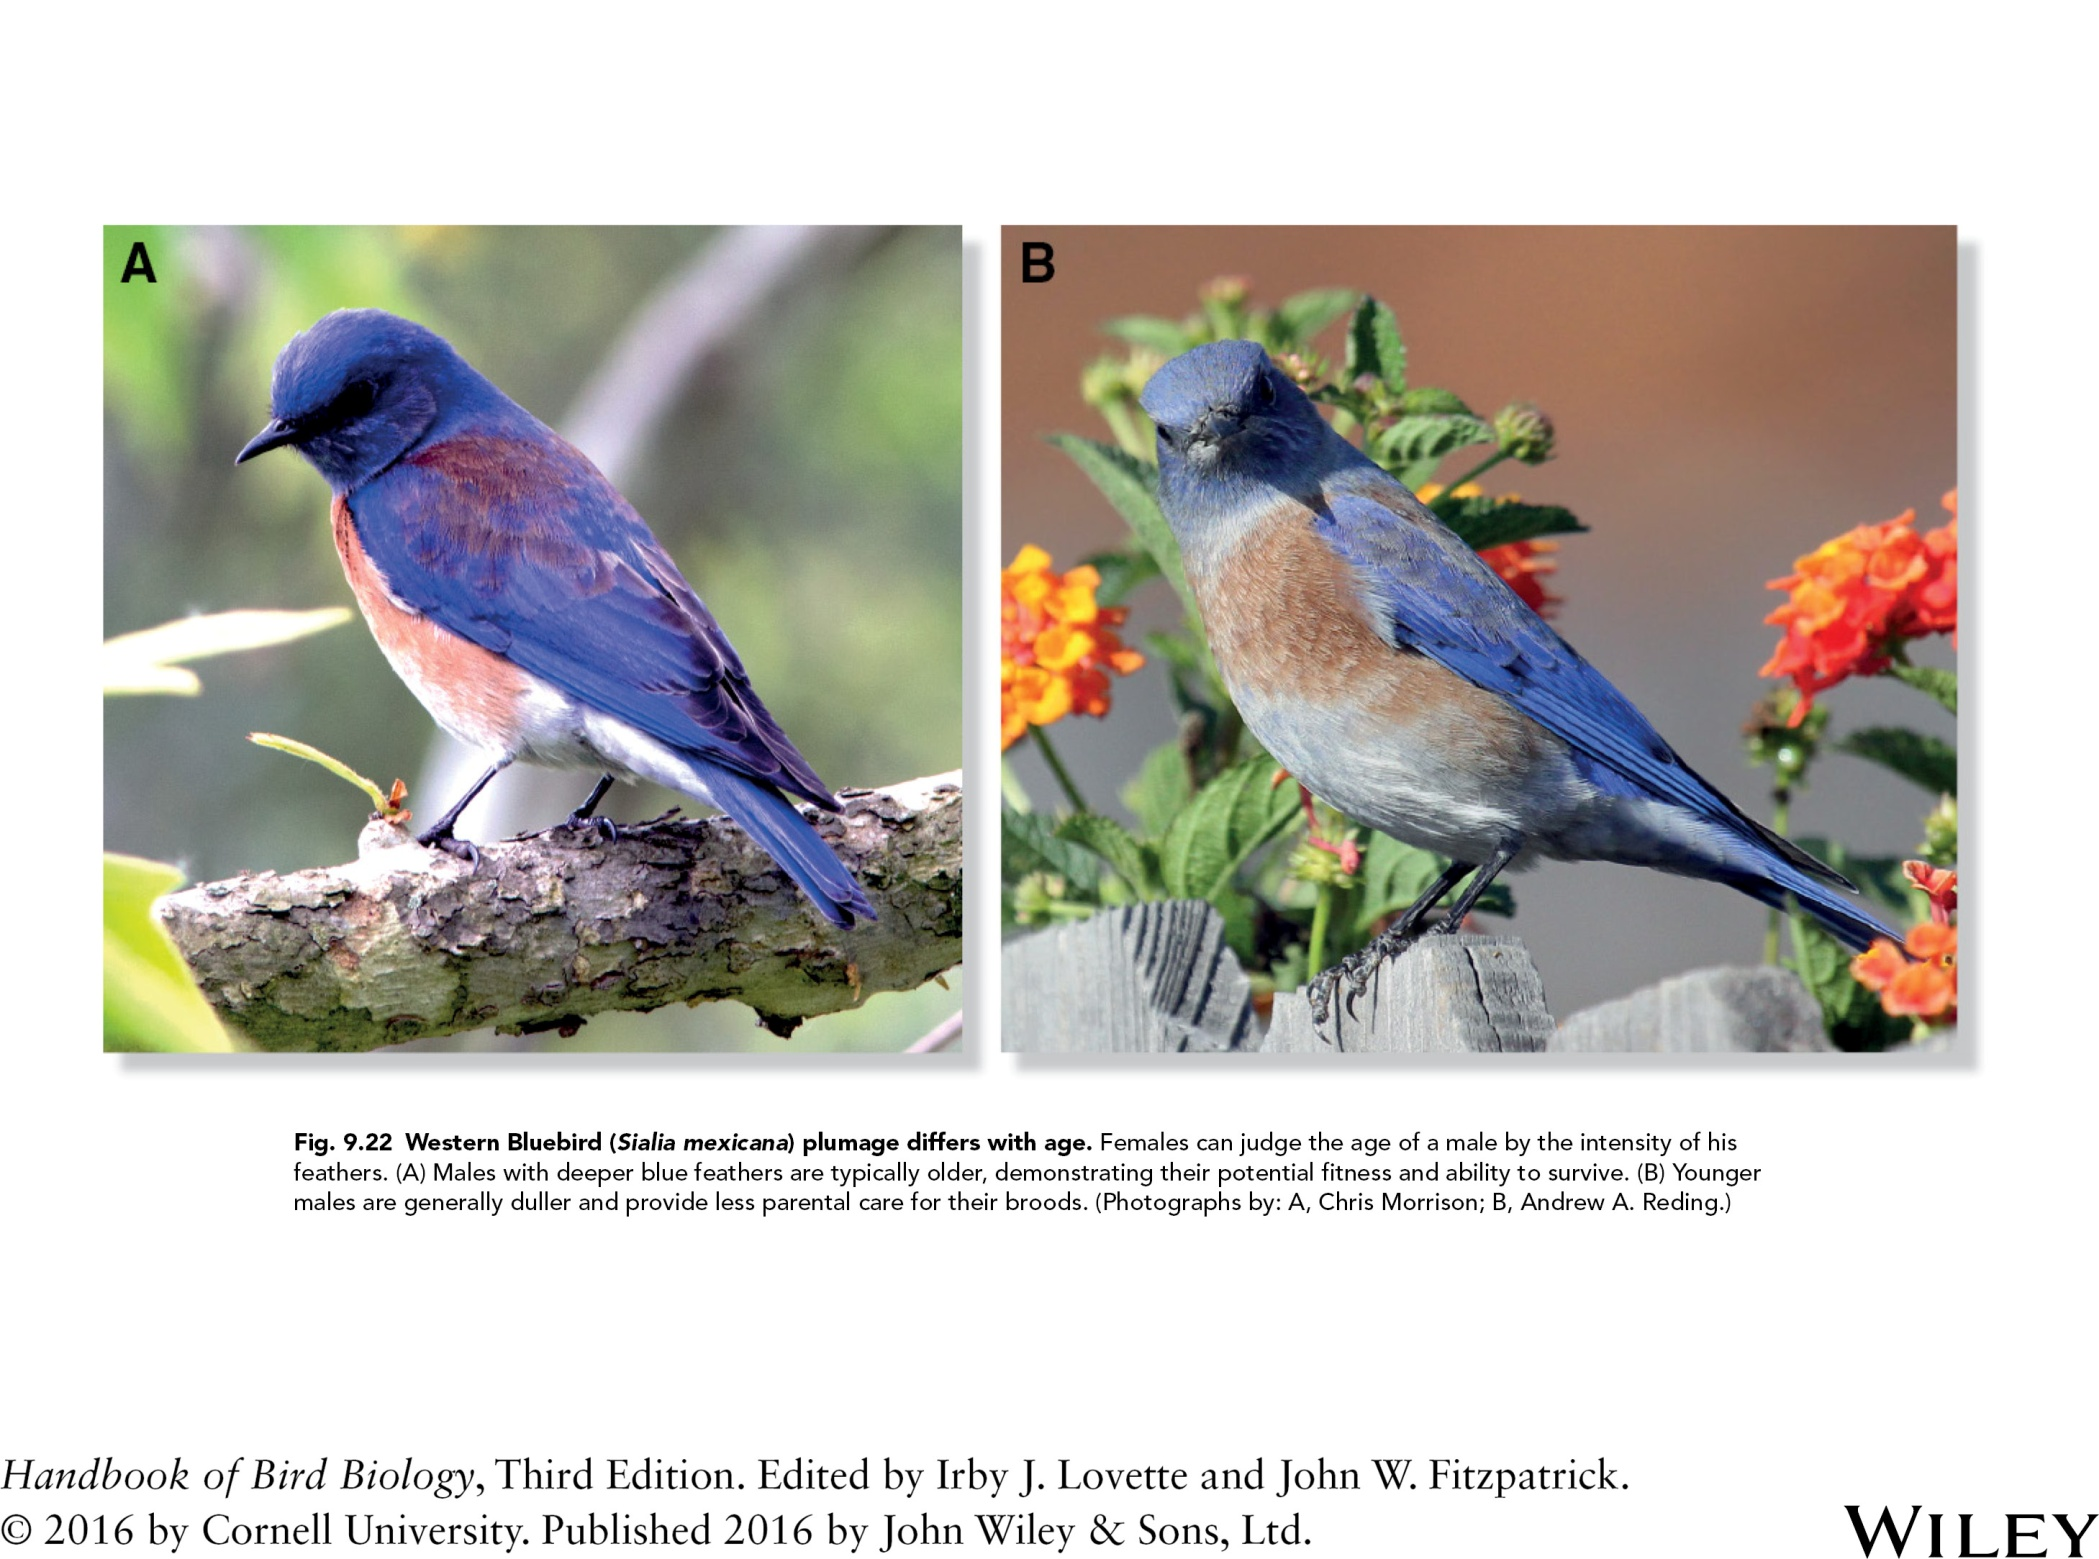 A
B
Fig. 9.22 Western Bluebird (Sialia mexicana) plumage differs with age. Females can judge the age of a male by the intensity of his
feathers. (A) Males with deeper blue feathers are typically older, demonstrating their potential fitness and ability to survive. (B) Younger
males are generally duller and provide less parental care for their broods. (Photographs by: A, Chris Morrison; B, Andrew A. Reding.)
Handbook of Bird Biology, Third Edition. Edited by Irby J. Lovette and John W. Fitzpatrick.
© 2016 by Cornell University. Published 2016 by John Wiley & Sons, Ltd.
WILEY